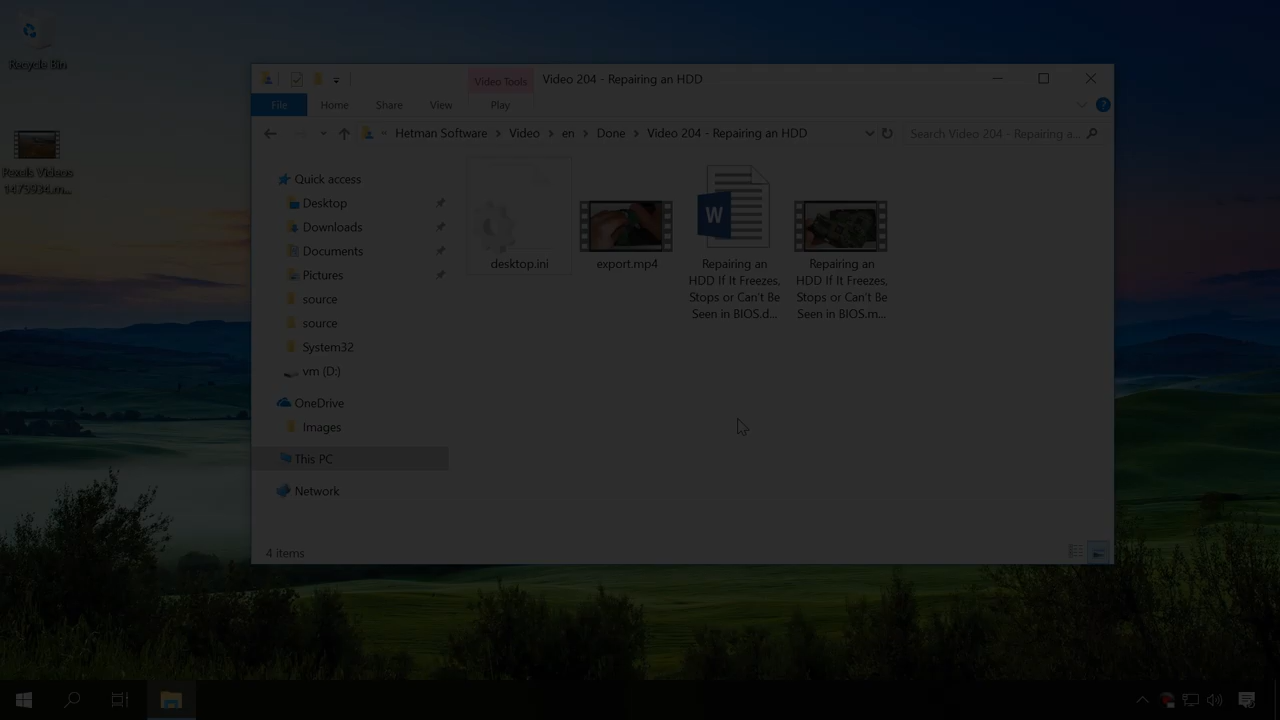 Recycle Bin
Pexels Videos
1475934.m...
Video Tools
Video 204 - Repairing an HDD
File
Home
Share
View
Play
« Hetman Software > Video > en > Done > Video 204 - Repairing an HDD
Search Video 204 - Repairing a...
Quick access
Desktop
Downloads
Documents
Pictures
source
source
System32
vm (D:)
OneDrive
Images
This PC
Network
desktop.ini
export.mp4
W
Repairing an
HDD If It Freezes,
Stops or Can't Be
Seen in BIOS.d...
Repairing an
HDD If It Freezes,
Stops or Can't Be
Seen in BIOS.m...
4 items